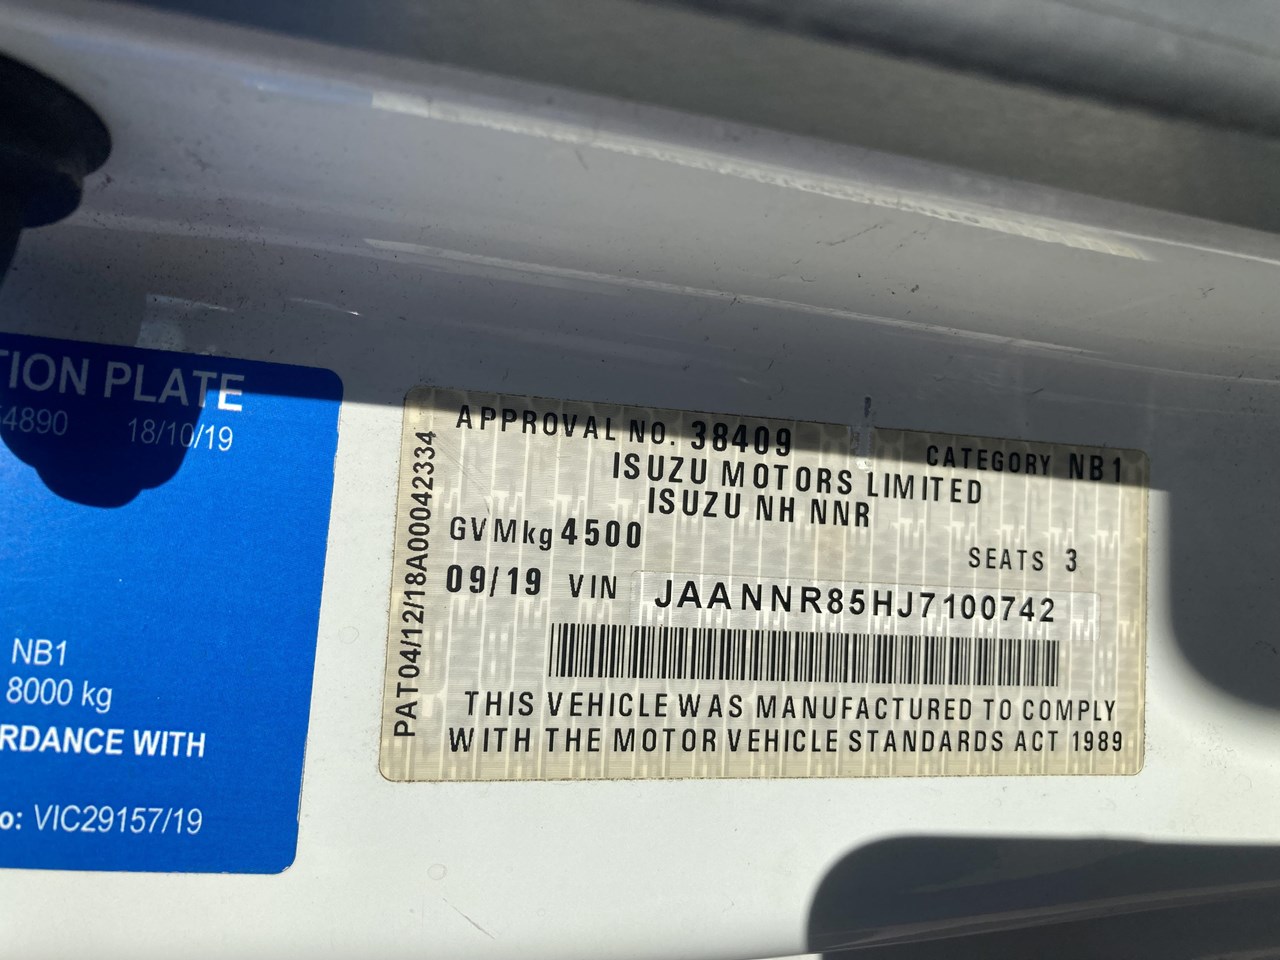 TION PLATE
4890 18/10/19
NB1
8000 kg
RDANCE WITH
o: VIC29157/19
PAT04/12/18A00042334
APPROVAL NO. 38409 CATEGORY NB1
ISUZU MOTORS LIMITED
ISUZU NH NNR
GVMkg 4500
SEATS 3
09/19 VIN JAANNR85HJ7100742
THIS VEHICLE WAS MANUFACTURED TO COMPLY
WITH THE MOTOR VEHICLE STANDARDS ACT 1989